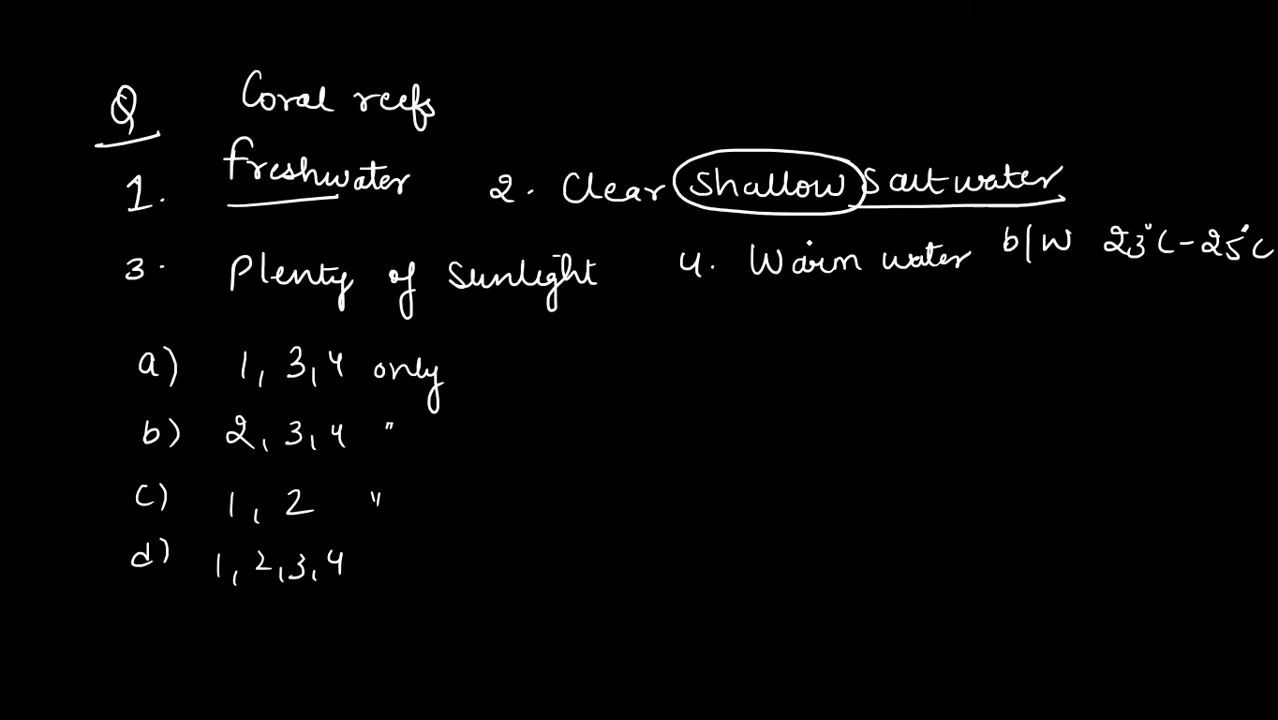 Q Coral reefs
1. freshwater 2. Clear shallow saltwater
3. Plenty of sunlight 4. Warm water b/w 23°C-25°C
a) 1, 3, 4 only
b) 2, 3, 4 "
c) 1, 2 "
d) 1, 2, 3, 4